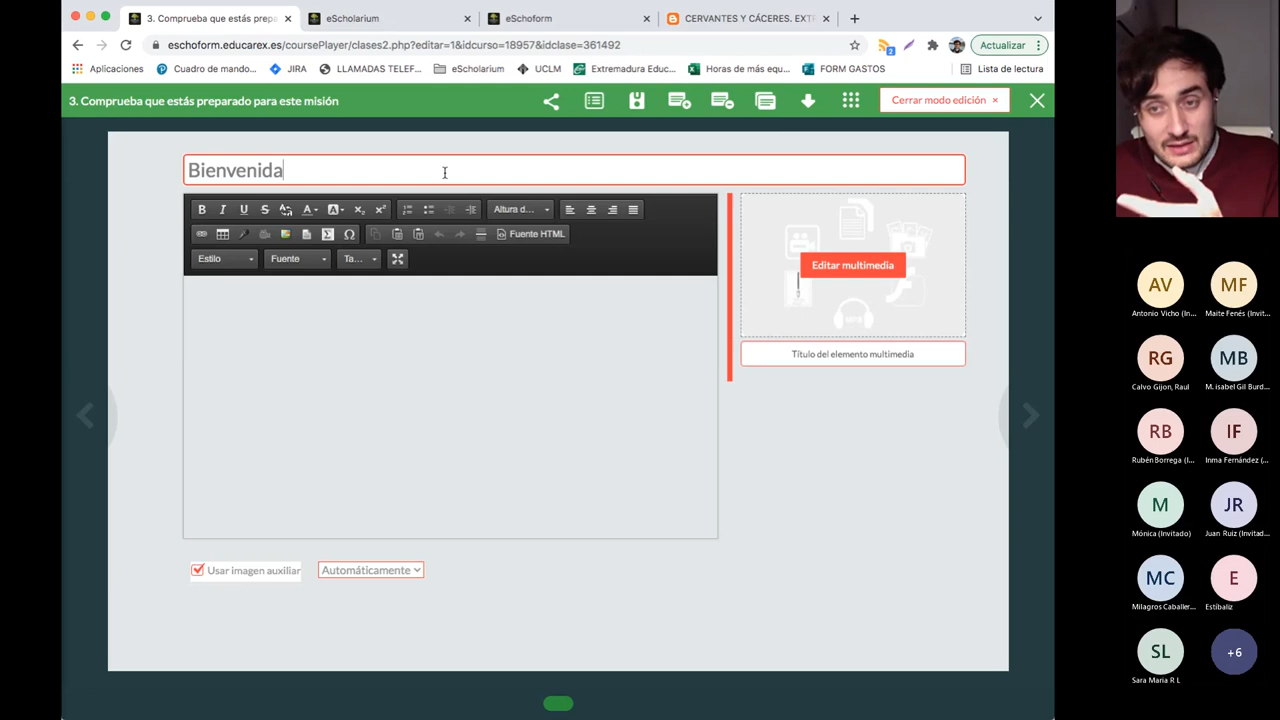 3. Comprueba que estás prepa
eScholarium
eSchoform
CERVANTES Y CÁCERES. EXT
eschoform.educarex.es/coursePlayer/clases2.php?editar=1&idcurso=18957&idclase=361492
2
Actualizar
Aplicaciones
Cuadro de mando...
JIRA
LLAMADAS TELEF...
eScholarium
UCLM
Extremadura Educ...
Horas de más equ...
FORM GASTOS
Lista de lectura
3. Comprueba que estás preparado para este misión
Cerrar modo edición ×
Bienvenida
Altura d...
Fuente HTML
Estilo
Fuente
Ta...
Editar multimedia
Título del elemento multimedia
Usar imagen auxiliar
Automáticamente
AV
Antonio Vicho (In...
MF
Maite Fenés (Invit...
RG
Calvo Gijon, Raul
MB
M. isabel Gil Burd...
RB
Rubén Borrega (I...
IF
Inma Fernández (...
M
Mónica (Invitado)
JR
Juan Ruiz (Invitad...
MC
Milagros Caballer...
E
Estíbaliz
SL
Sara Maria R L
+6